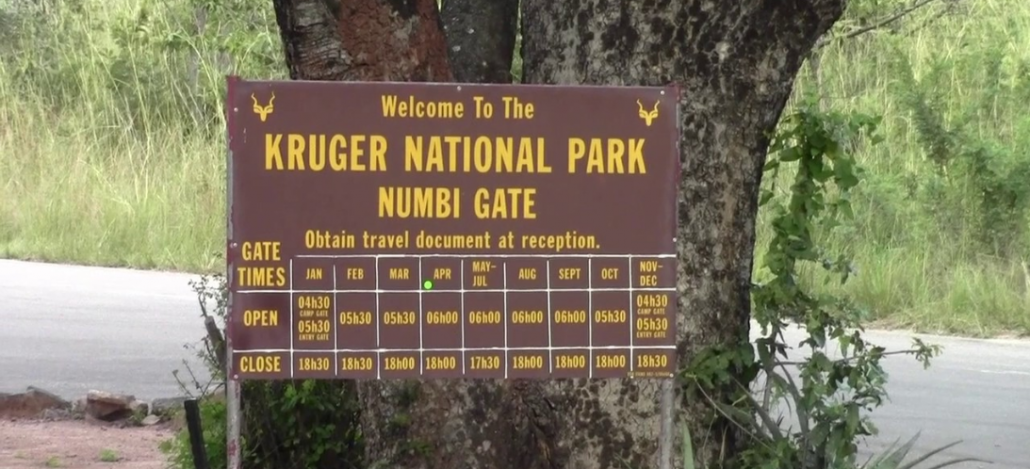 Welcome To The
KRUGER NATIONAL PARK
NUMBI GATE
Obtain travel document at reception.
GATE TIMES JAN FEB MAR APR MAY- JUL AUG SEPT OCT NOV- DEC
OPEN 04h30 CAMP GATE 05h30 ENTRY GATE 05h30 05h30 06h00 06h00 06h00 06h00 05h30 04h30 CAMP GATE 05h30 ENTRY GATE
CLOSE 18h30 18h30 18h00 18h00 17h30 18h00 18h00 18h00 18h30